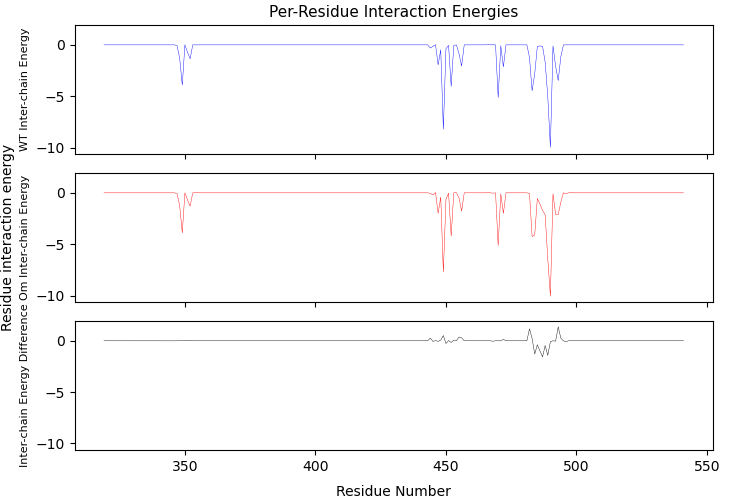 Per-Residue Interaction Energies
Residue interaction energy
WT Inter-chain Energy
0
−5
−10
Om Inter-chain Energy
0
−5
−10
Inter-chain Energy Difference
0
−5
−10
350
400
450
500
550
Residue Number